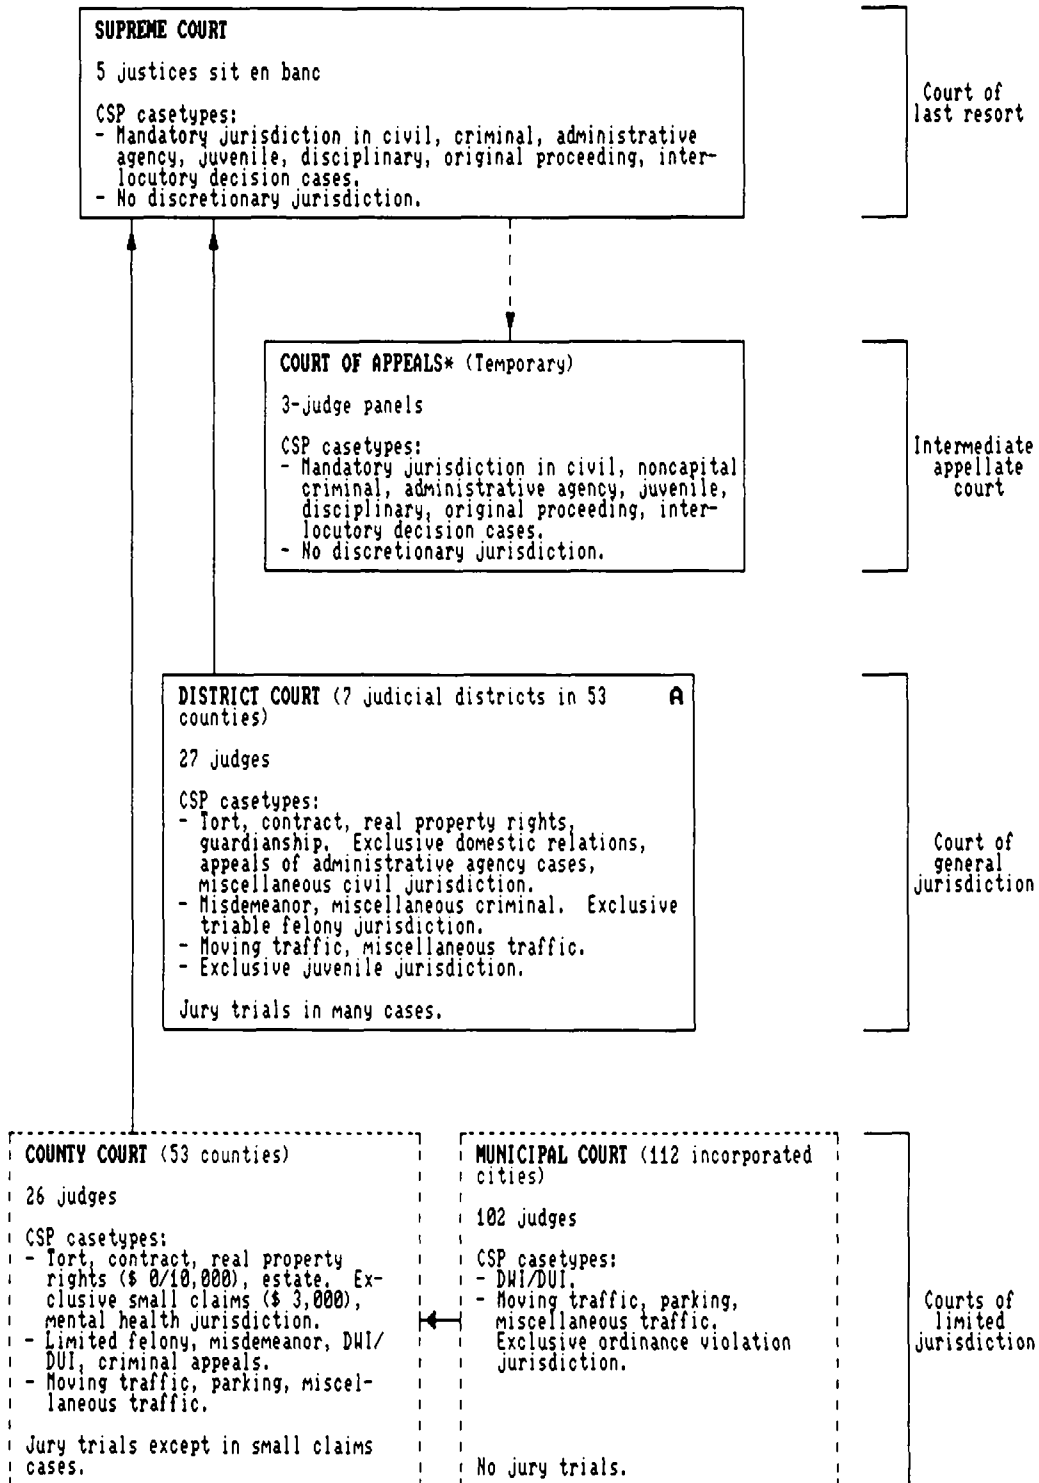 SUPREME COURT
5 justices sit en banc
CSP casetypes:
- Mandatory jurisdiction in civil, criminal, administrative
agency, juvenile, disciplinary, original proceeding, inter-
locutory decision cases.
- No discretionary jurisdiction.
Court of
last resort
COURT OF APPEALS* (Temporary)
3-judge panels
CSP casetypes:
- Mandatory jurisdiction in civil, noncapital
criminal, administrative agency, juvenile,
disciplinary, original proceeding, inter-
locutory decision cases.
- No discretionary jurisdiction.
Intermediate
appellate
court
DISTRICT COURT (7 judicial districts in 53 A
counties)
27 judges
CSP casetypes:
- Tort, contract, real property rights,
guardianship. Exclusive domestic relations,
appeals of administrative agency cases,
miscellaneous civil jurisdiction.
- Misdemeanor, miscellaneous criminal. Exclusive
triable felony jurisdiction.
- Moving traffic, miscellaneous traffic.
- Exclusive juvenile jurisdiction.
Jury trials in many cases.
Court of
general
jurisdiction
COUNTY COURT (53 counties)
26 judges
CSP casetypes:
- Tort, contract, real property
rights ($ 0/10,000), estate. Ex-
clusive small claims ($ 3,000),
mental health jurisdiction.
- Limited felony, misdemeanor, DWI/
DUI, criminal appeals.
- Moving traffic, parking, miscel-
laneous traffic.
Jury trials except in small claims
cases.
MUNICIPAL COURT (112 incorporated
cities)
102 judges
CSP casetypes:
- DWI/DUI.
- Moving traffic, parking,
miscellaneous traffic.
Exclusive ordinance violation
jurisdiction.
No jury trials.
Courts of
limited
jurisdiction